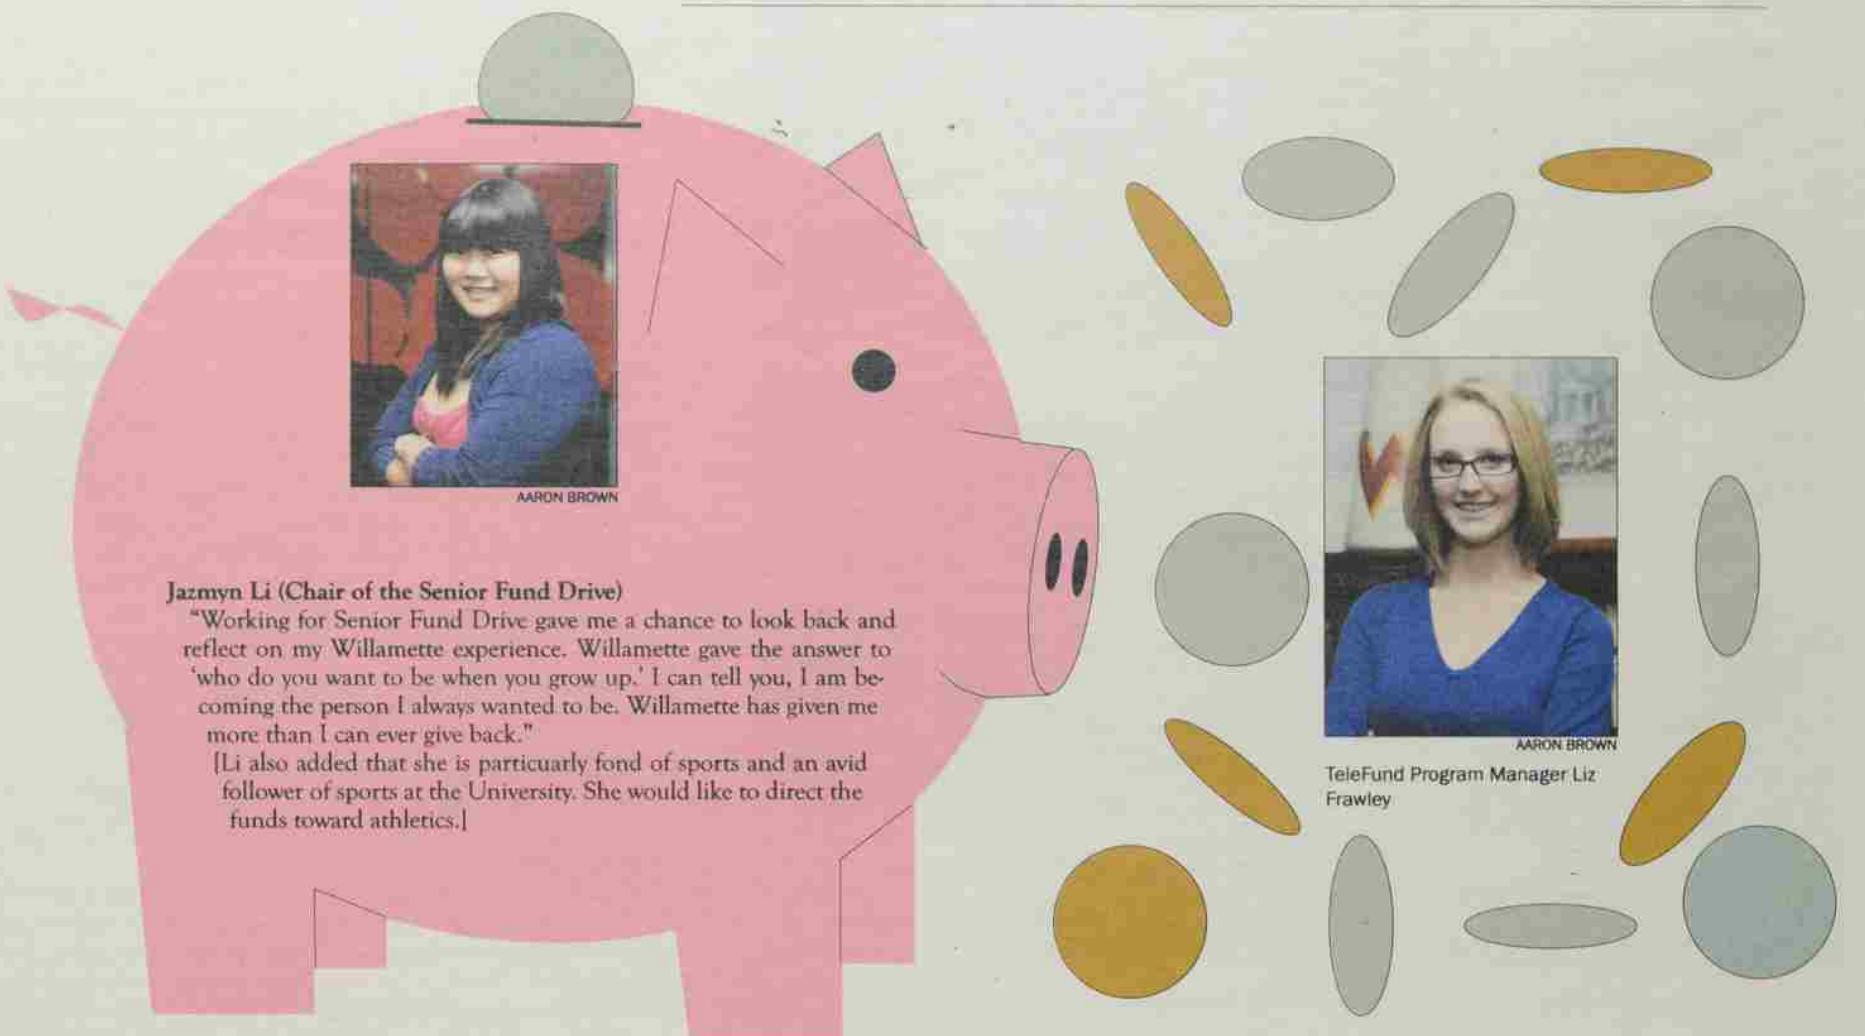 AARON BROWN
Jazmyn Li (Chair of the Senior Fund Drive)
"Working for Senior Fund Drive gave me a chance to look back and
reflect on my Willamette experience. Willamette gave the answer to
'who do you want to be when you grow up.' I can tell you, I am be-
coming the person I always wanted to be. Willamette has given me
more than I can ever give back."
[Li also added that she is particuarly fond of sports and an avid
follower of sports at the University. She would like to direct the
funds toward athletics.]
AARON BROWN
TeleFund Program Manager Liz
Frawley